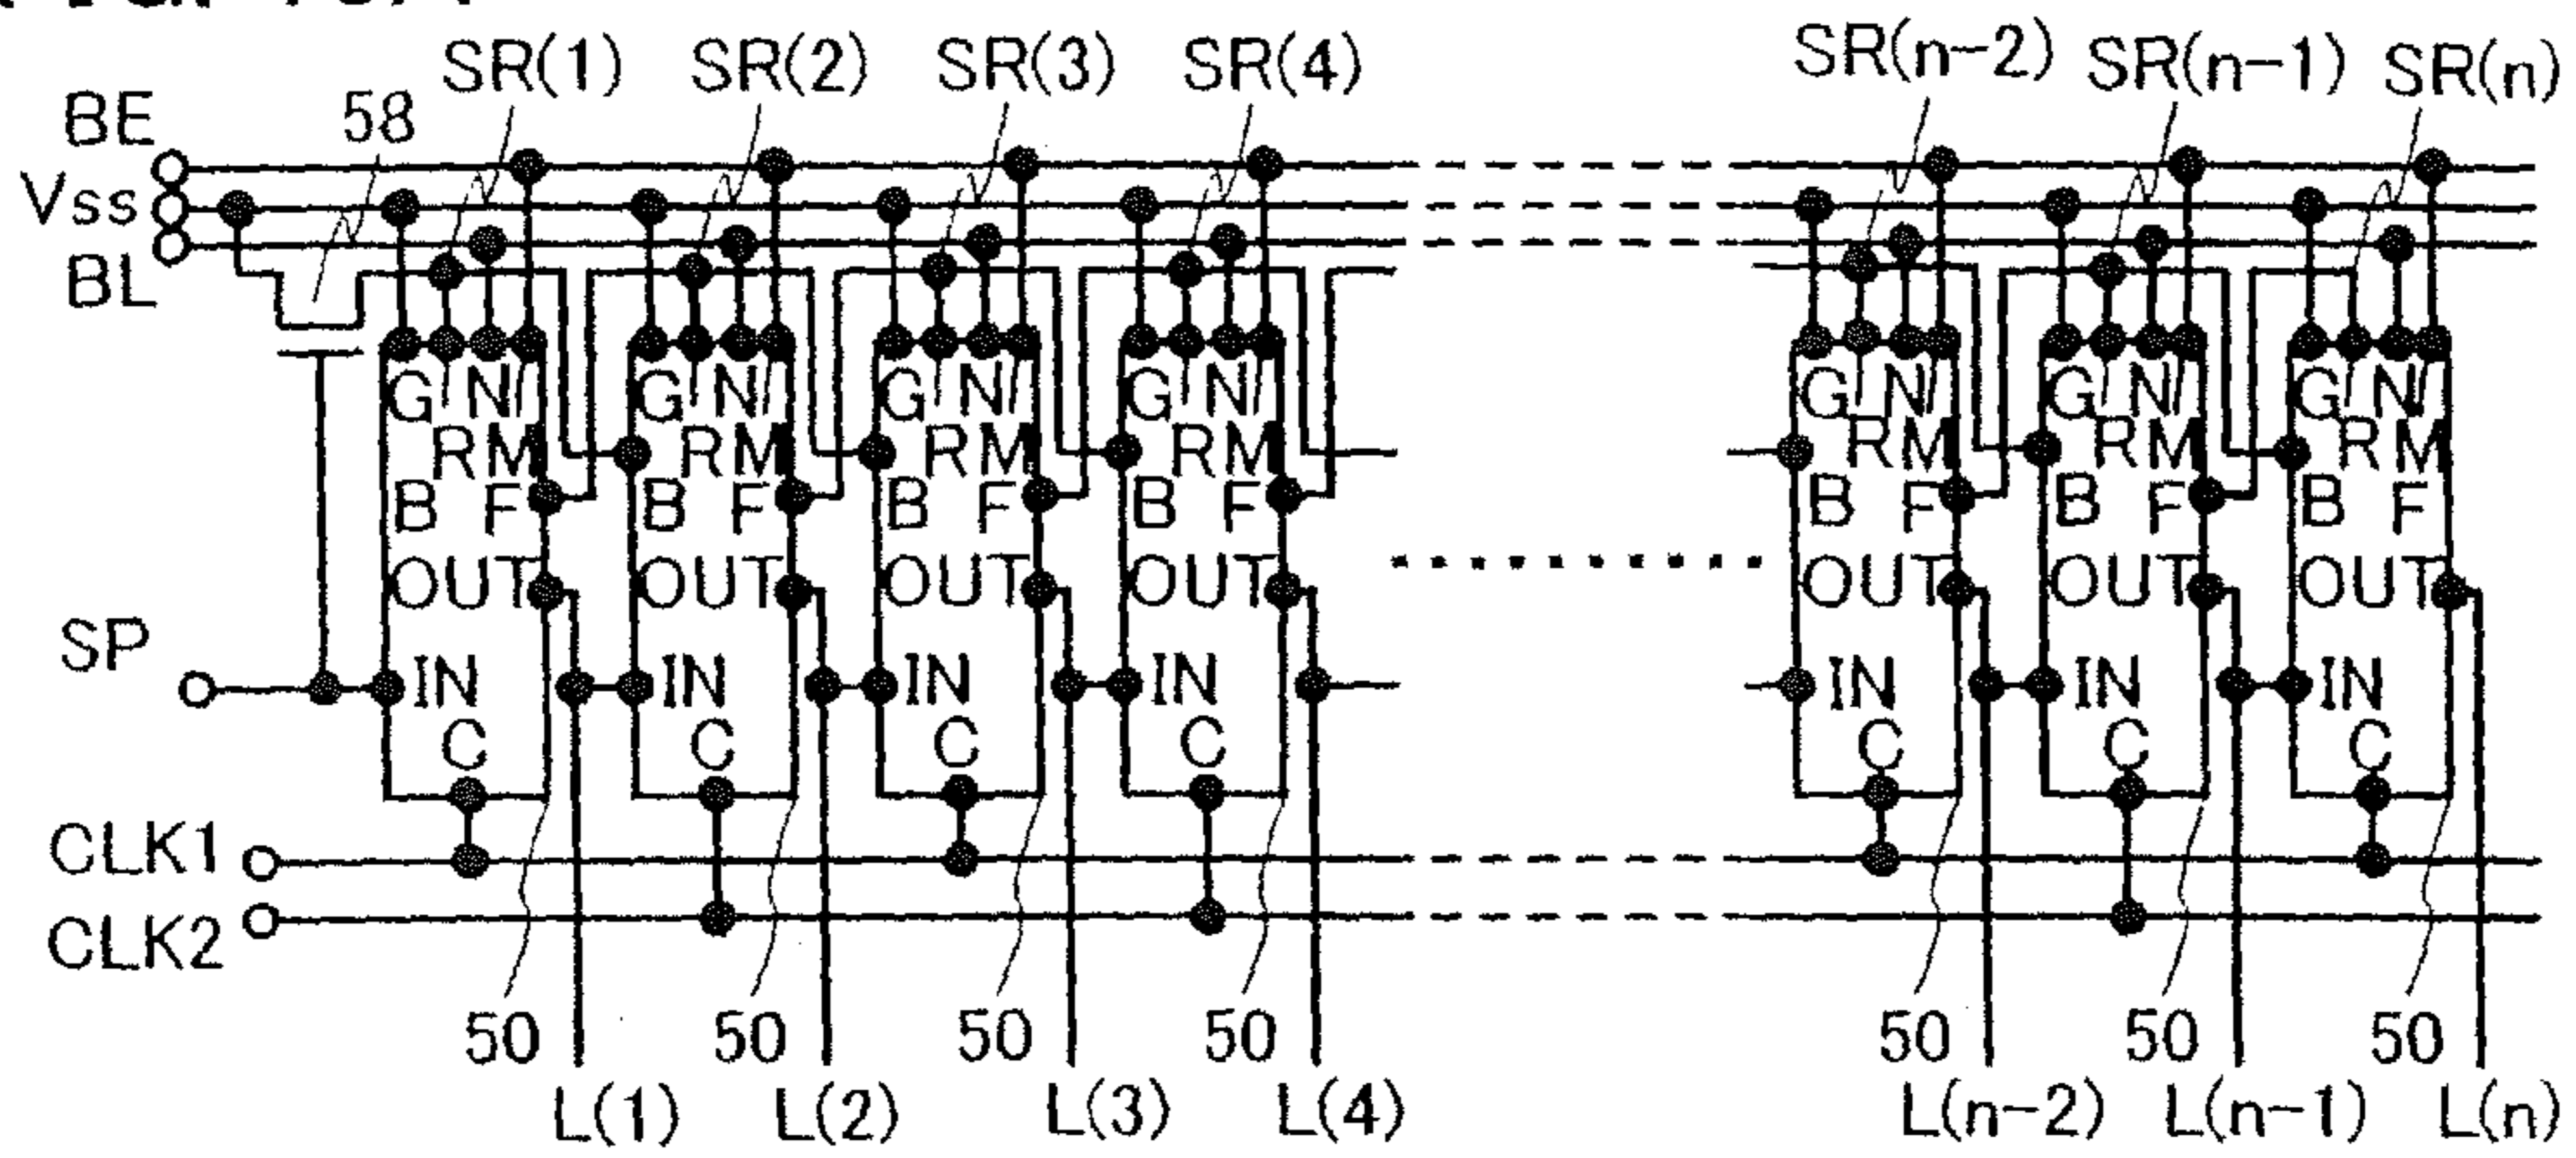 SR(1) SR(2) SR(3) SR(4) SR(n-2) SR(n-1) SR(n)
BE 58
Vss
BL
G N G N G N G N G N G N G N
R M R M R M R M R M R M R M
B F B F B F B F B F B F B F
OUT OUT OUT OUT OUT OUT OUT
SP
IN IN IN IN IN IN IN
C C C C C C C
CLK1
CLK2
50 50 50 50 50 50 50
L(1) L(2) L(3) L(4) L(n-2) L(n-1) L(n)